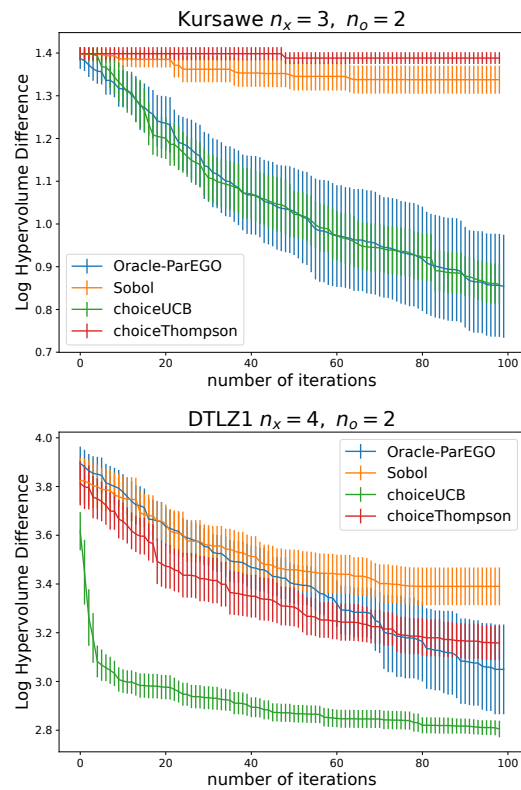 Kursawe n_x = 3, n_o = 2
Log Hypervolume Difference
1.4
1.3
1.2
1.1
1.0
0.9
0.8
0.7
Oracle-ParEGO
Sobol
choiceUCB
choiceThompson
0 20 40 60 80 100
number of iterations
DTLZ1 n_x = 4, n_o = 2
Log Hypervolume Difference
4.0
3.8
3.6
3.4
3.2
3.0
2.8
Oracle-ParEGO
Sobol
choiceUCB
choiceThompson
0 20 40 60 80 100
number of iterations